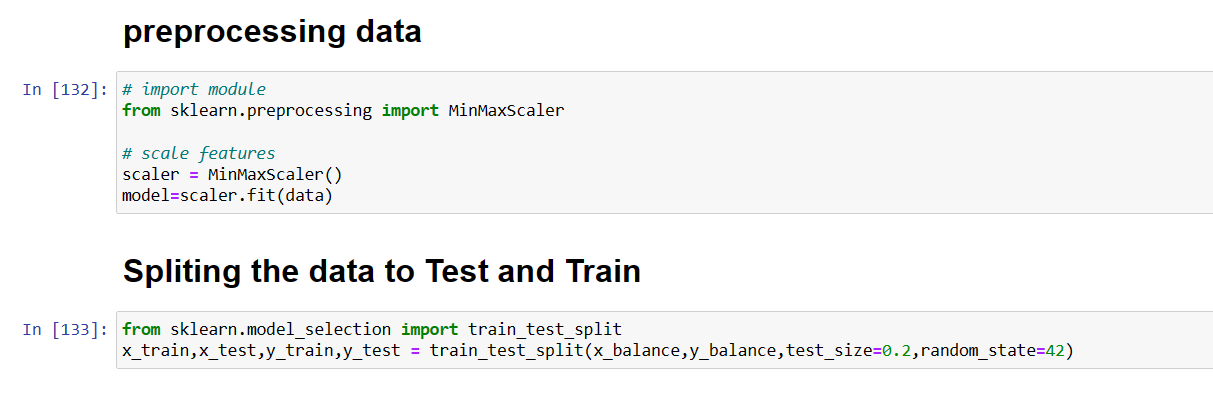 preprocessing data
In [132]:
# import module
from sklearn.preprocessing import MinMaxScaler
# scale features
scaler = MinMaxScaler()
model=scaler.fit(data)
Spliting the data to Test and Train
In [133]:
from sklearn.model_selection import train_test_split
x_train,x_test,y_train,y_test = train_test_split(x_balance,y_balance,test_size=0.2,random_state=42)